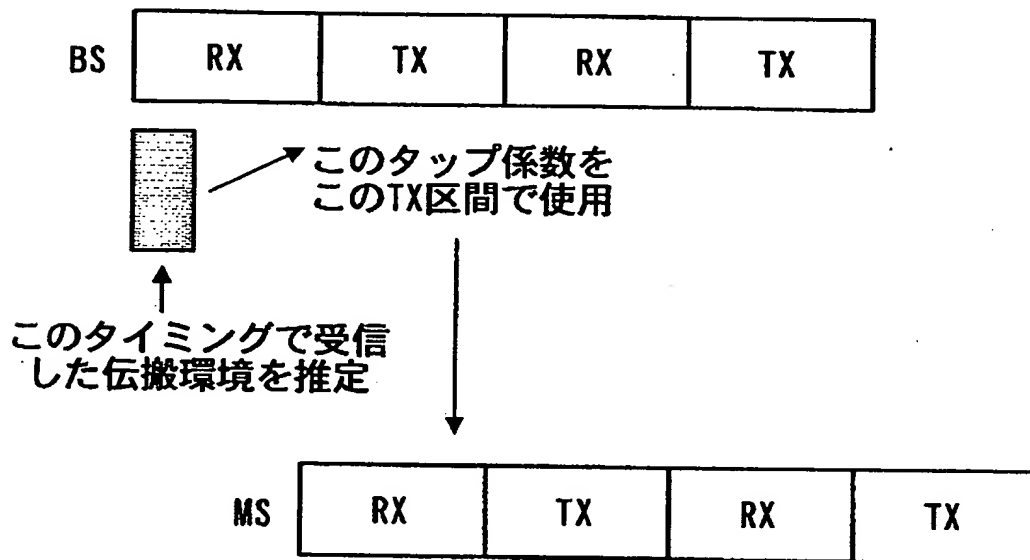 BS RX TX RX TX
このタップ係数を
このTX区間で使用
このタイミングで受信
した伝搬環境を推定
MS RX TX RX TX